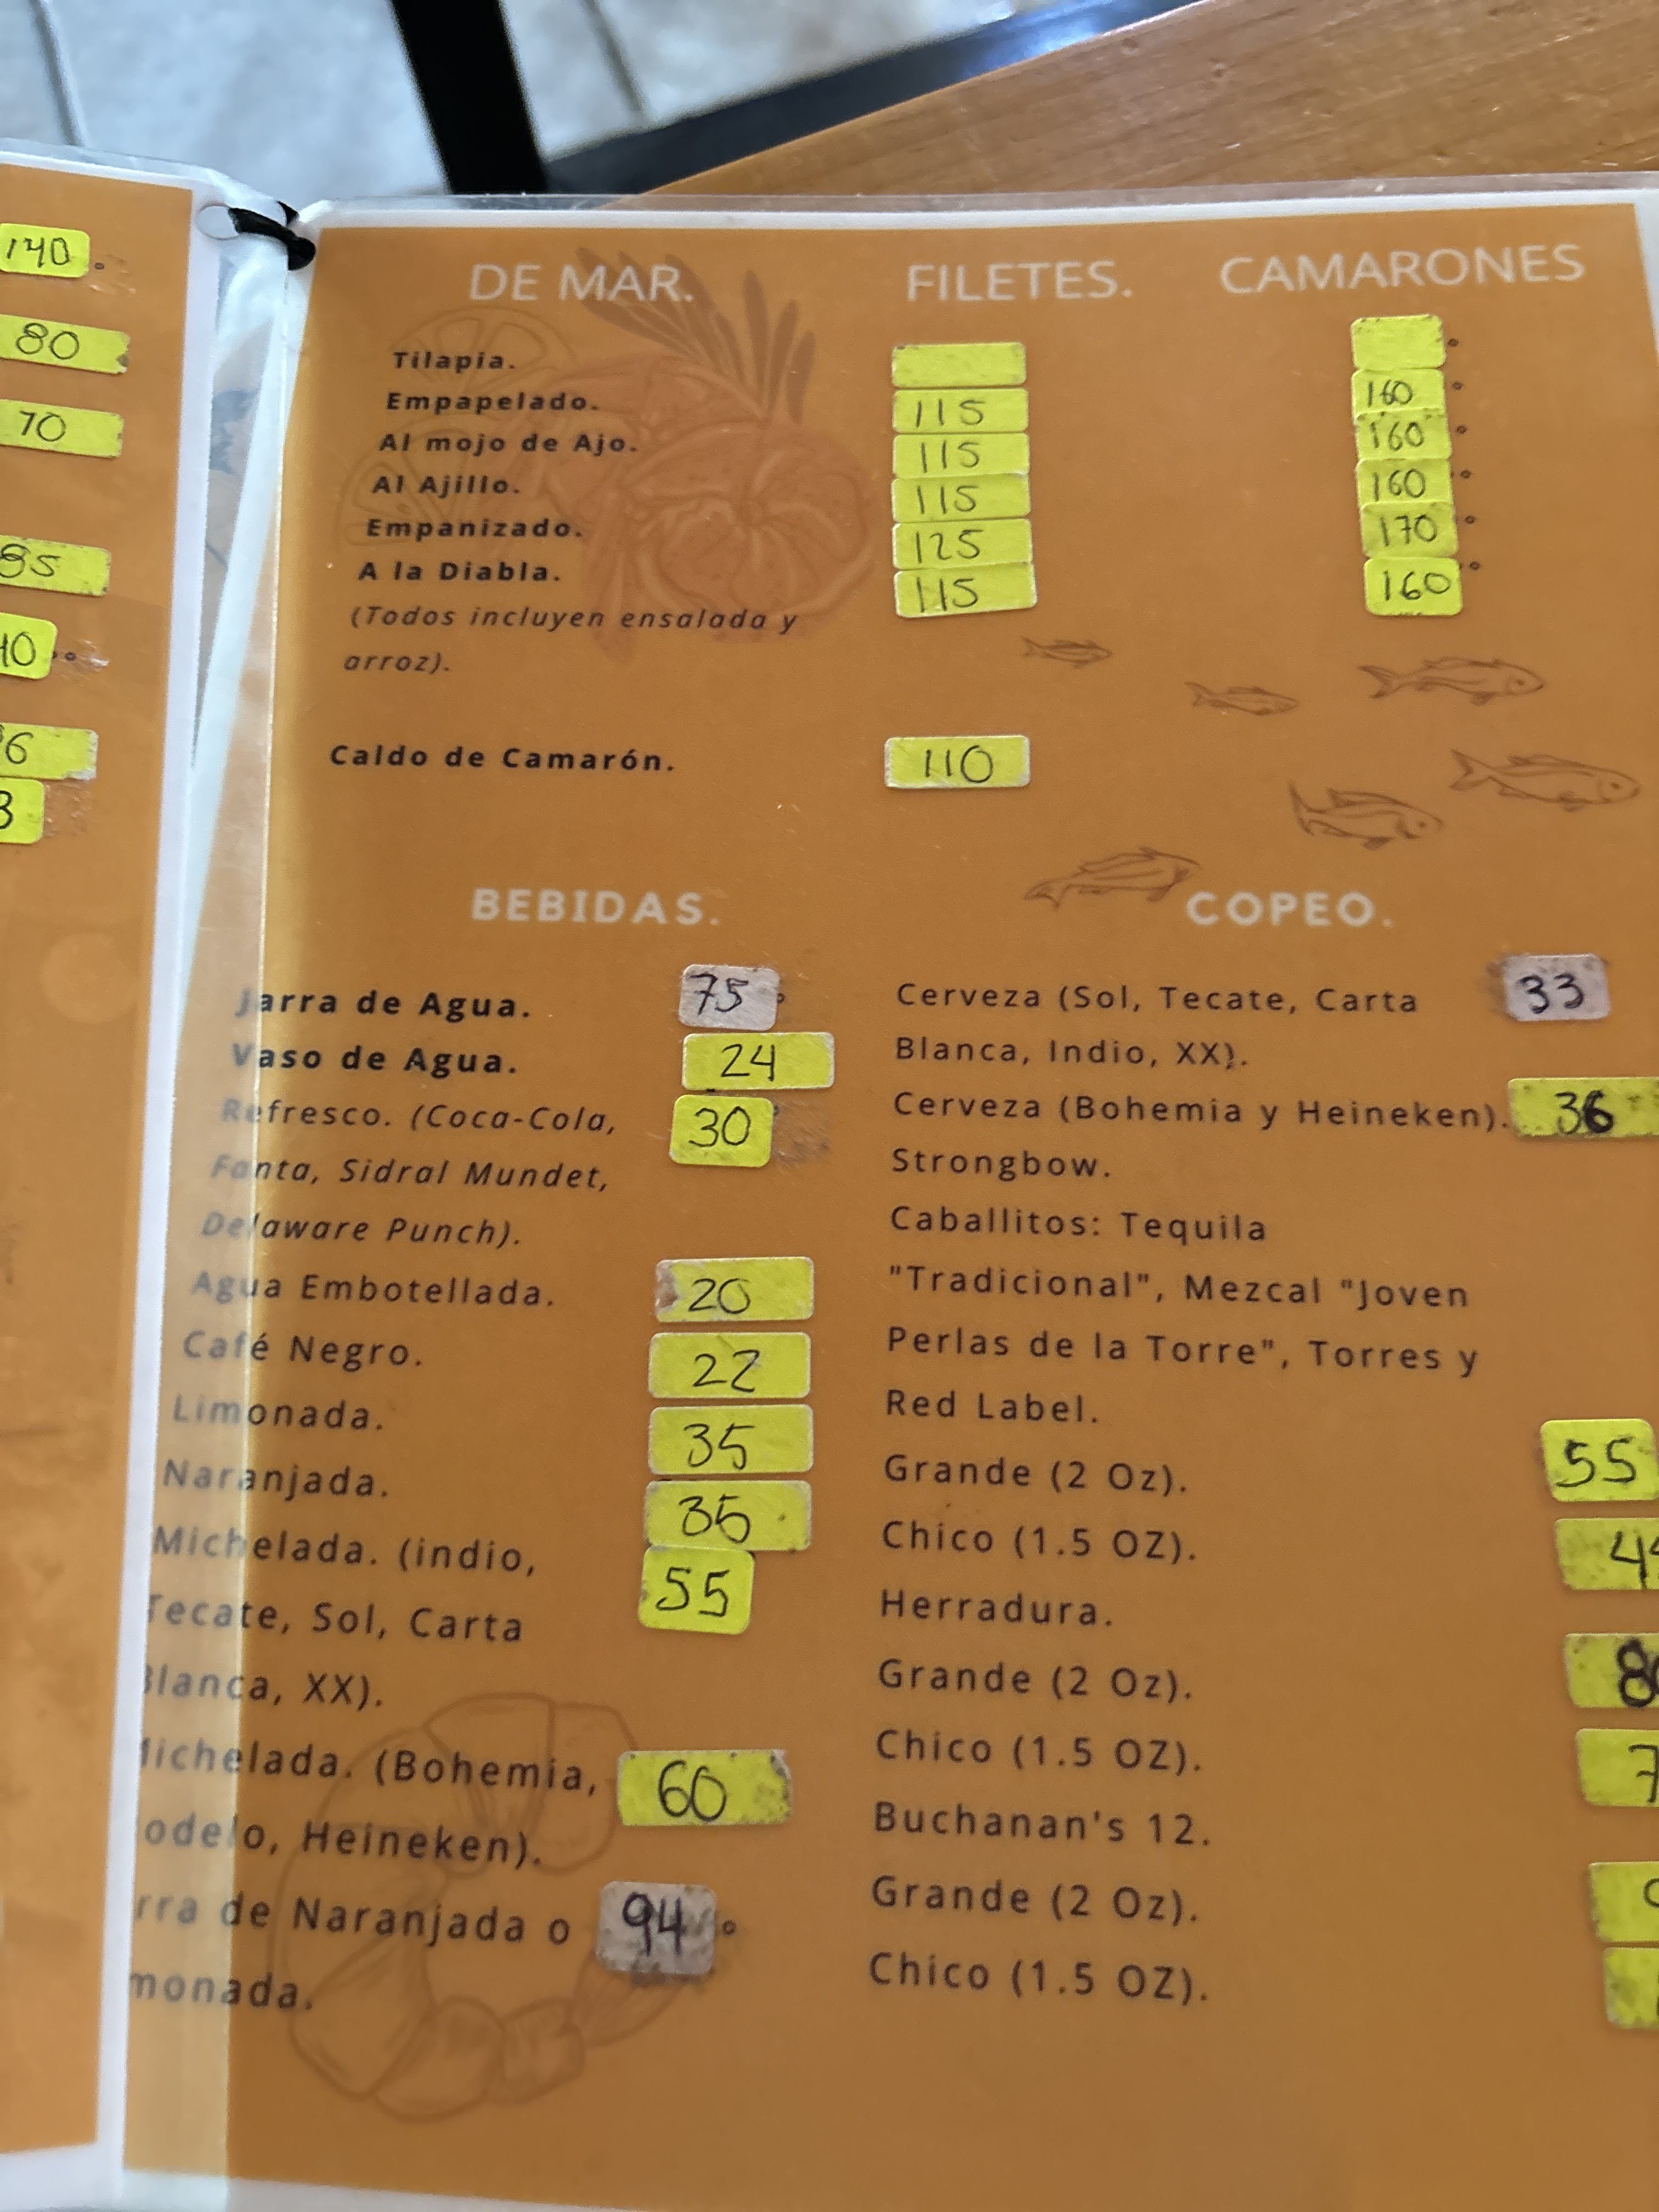 140
80
70
DE MAR. FILETES. CAMARONES
Tilapia.
Empapelado. 115 160
Al mojo de Ajo. 115 160
Al Ajillo. 115 160
Empanizado. 125 170
A la Diabla. 115 160
(Todos incluyen ensalada y
arroz).
Caldo de Camarón. 110
BEBIDAS.
Jarra de Agua. 75
Vaso de Agua. 24
Refresco. (Coca-Cola, 30
Fanta, Sidral Mundet,
Delaware Punch).
Agua Embotellada. 20
Café Negro. 22
Limonada. 35
Naranjada. 35
Michelada. (indio, 55
Tecate, Sol, Carta
Blanca, XX).
Michelada. (Bohemia, 60
odelo, Heineken).
rra de Naranjada o 94
monada.
COPEO.
Cerveza (Sol, Tecate, Carta 33
Blanca, Indio, XX).
Cerveza (Bohemia y Heineken). 36
Strongbow.
Caballitos: Tequila
"Tradicional", Mezcal "Joven
Perlas de la Torre", Torres y
Red Label.
Grande (2 Oz). 55
Chico (1.5 OZ).
Herradura.
Grande (2 Oz).
Chico (1.5 OZ).
Buchanan's 12.
Grande (2 Oz).
Chico (1.5 OZ).